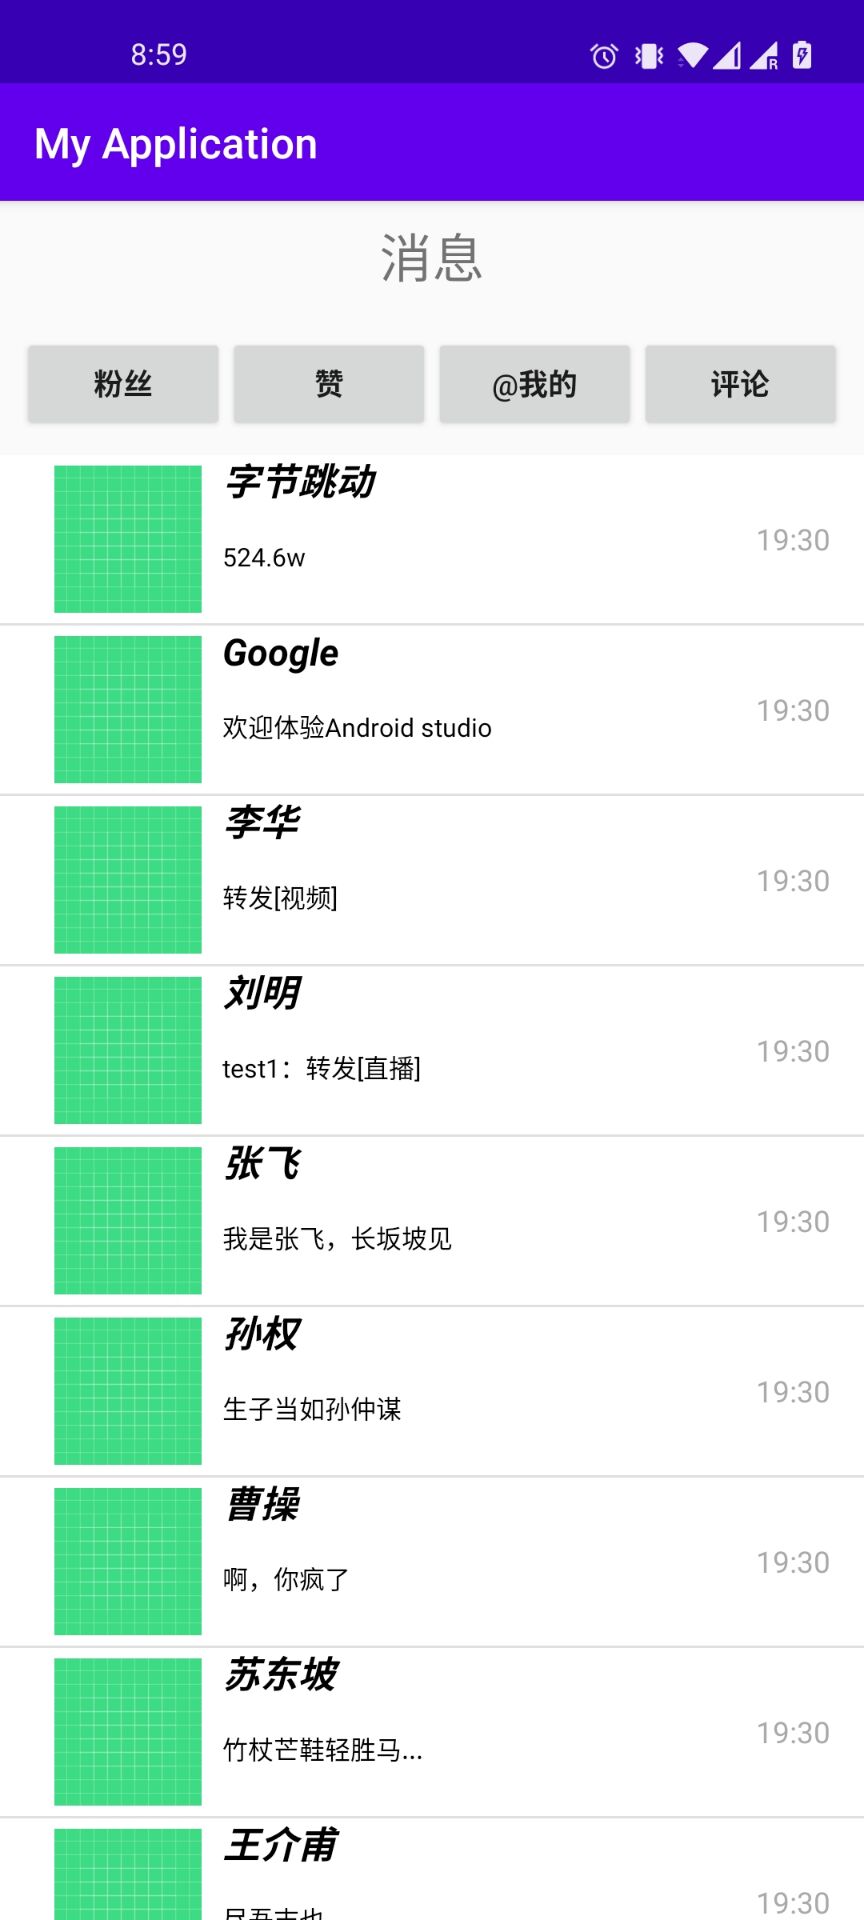 8:59
R
My Application
消息
粉丝 赞 @我的 评论
字节跳动
524.6w
19:30
Google
欢迎体验Android studio
19:30
李华
转发[视频]
19:30
刘明
test1：转发[直播]
19:30
张飞
我是张飞，长坂坡见
19:30
孙权
生子当如孙仲谋
19:30
曹操
啊，你疯了
19:30
苏东坡
竹杖芒鞋轻胜马...
19:30
王介甫
尽吾志也
19:30